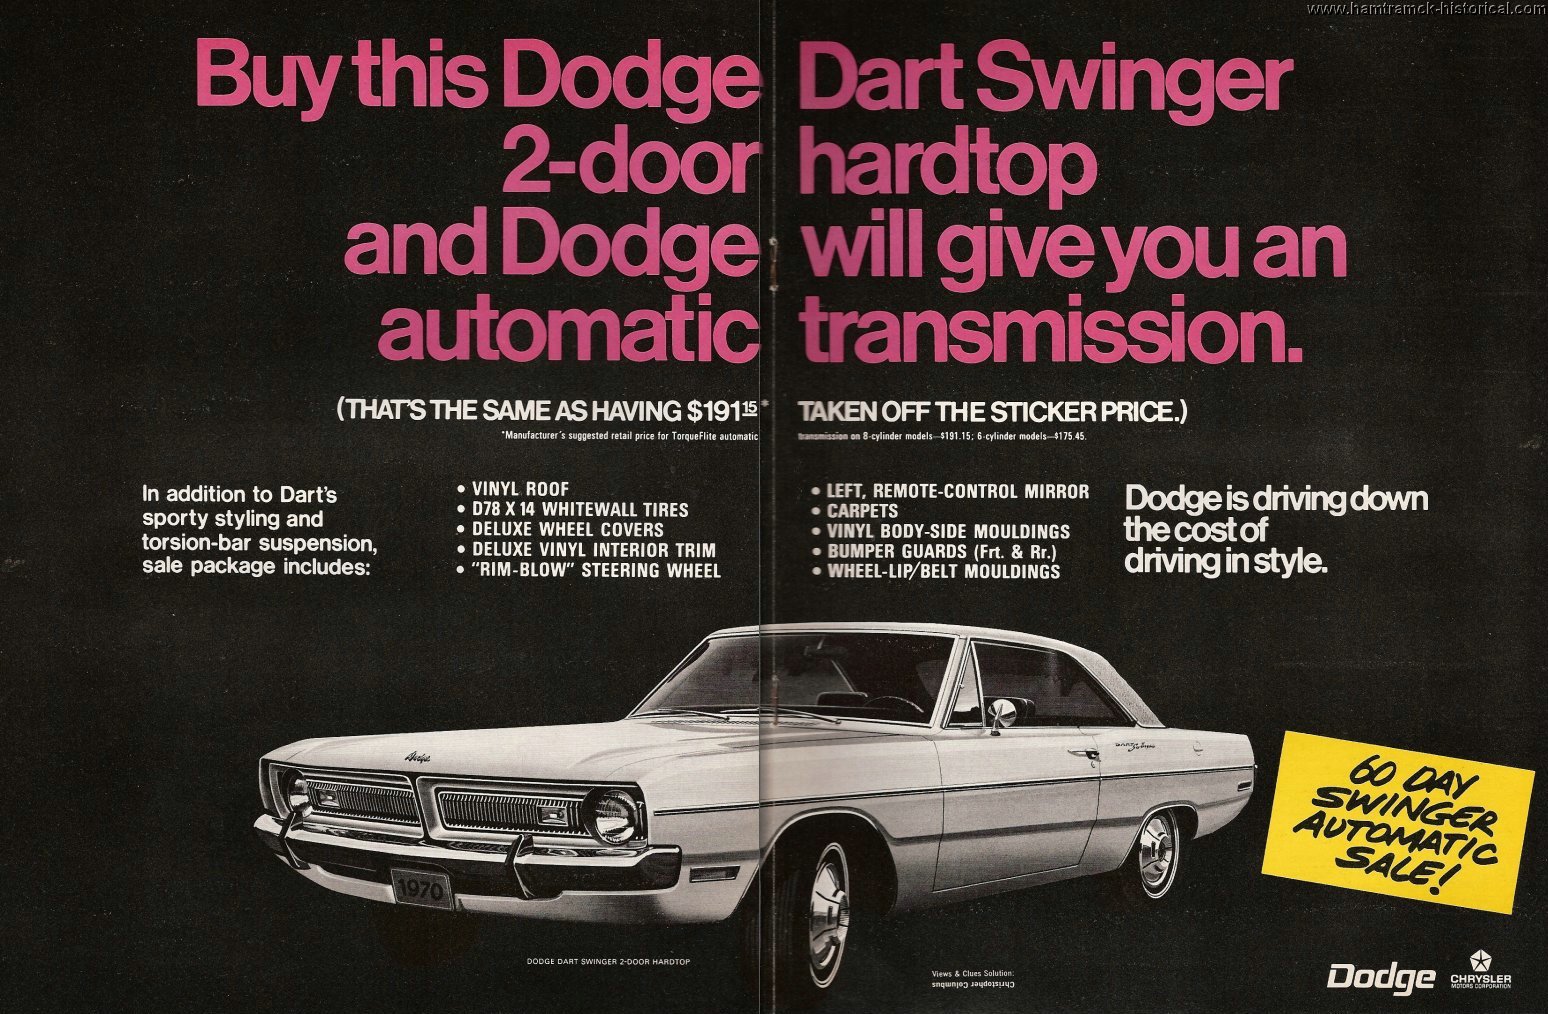 www.hamtramck-historical.com
Buy this Dodge Dart Swinger
2-door hardtop
and Dodge will give you an
automatic transmission.
(THAT'S THE SAME AS HAVING $191 15* TAKEN OFF THE STICKER PRICE.)
*Manufacturer's suggested retail price for TorqueFlite automatic transmission on 8-cylinder models—$191.15; 6-cylinder models—$175.45.
In addition to Dart's
sporty styling and
torsion-bar suspension,
sale package includes:
• VINYL ROOF
• D78 X 14 WHITEWALL TIRES
• DELUXE WHEEL COVERS
• DELUXE VINYL INTERIOR TRIM
• "RIM-BLOW" STEERING WHEEL
• LEFT, REMOTE-CONTROL MIRROR
• CARPETS
• VINYL BODY-SIDE MOULDINGS
• BUMPER GUARDS (Frt. & Rr.)
• WHEEL-LIP/BELT MOULDINGS
Dodge is driving down
the cost of
driving in style.
Dodge
1970
60 DAY
SWINGER
AUTOMATIC
SALE!
DODGE DART SWINGER 2-DOOR HARDTOP
Views & Clues Solution:
Christopher Columbus
Dodge
CHRYSLER
MOTORS CORPORATION